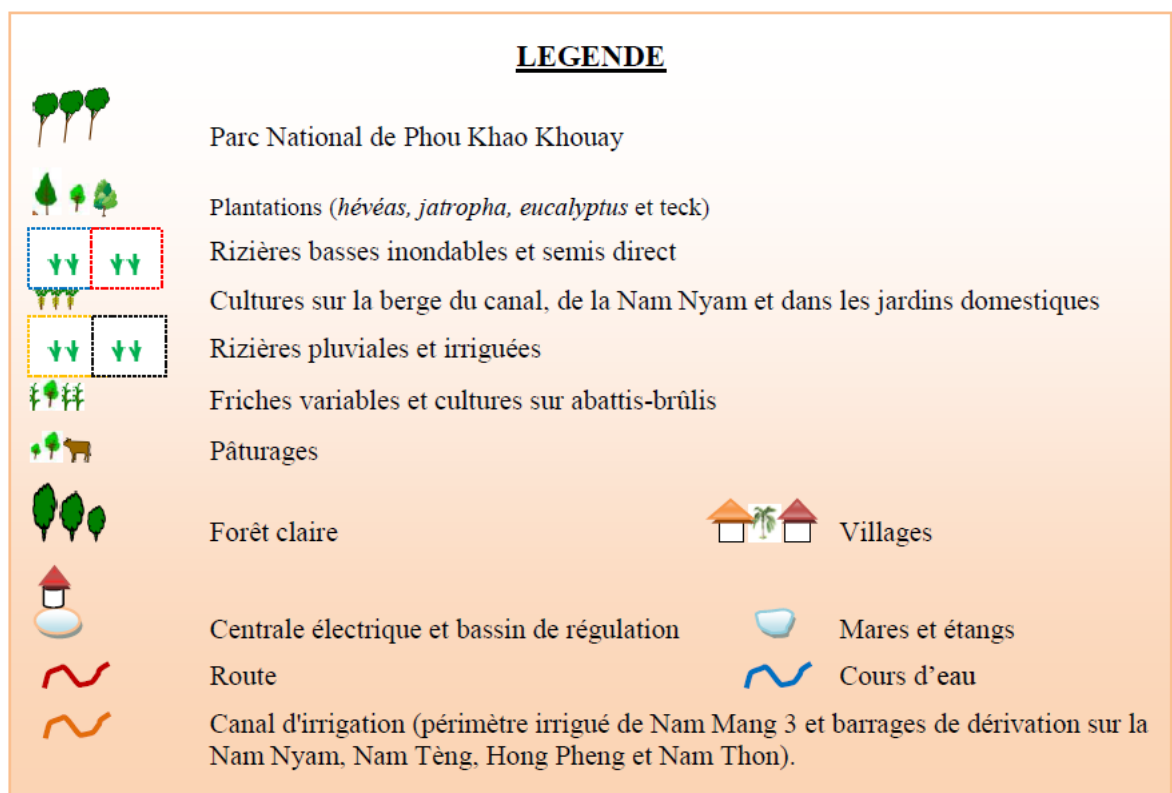 LEGENDE
Parc National de Phou Khao Khouay
Plantations (hévéas, jatropha, eucalyptus et teck)
Rizières basses inondables et semis direct
Cultures sur la berge du canal, de la Nam Nyam et dans les jardins domestiques
Rizières pluviales et irriguées
Friches variables et cultures sur abattis-brûlis
Pâturages
Forêt claire
Villages
Centrale électrique et bassin de régulation
Mares et étangs
Route
Cours d’eau
Canal d'irrigation (périmètre irrigué de Nam Mang 3 et barrages de dérivation sur la
Nam Nyam, Nam Tèng, Hong Pheng et Nam Thon).